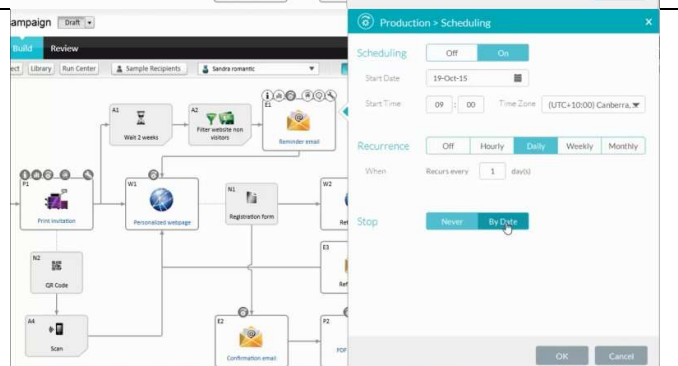 ampaign Draft
Build Review
ect Library Run Center Sample Recipients Sandra romantic
A1
Wait 2 weeks
A2
Filter website non
visitors
E1
Reminder email
P1
Print invitation
W1
Personalized webpage
N1
Registration form
W2
Ret
N2
QR Code
E3
Ref
A4
Scan
E2
Confirmation email
P2
PDF
Production > Scheduling x
Scheduling Off On
Start Date 19-Oct-15
Start Time 09 : 00 Time Zone (UTC+10:00) Canberra,
Recurrence Off Hourly Daily Weekly Monthly
When Recurs every 1 day(s)
Stop Never By Date
OK Cancel